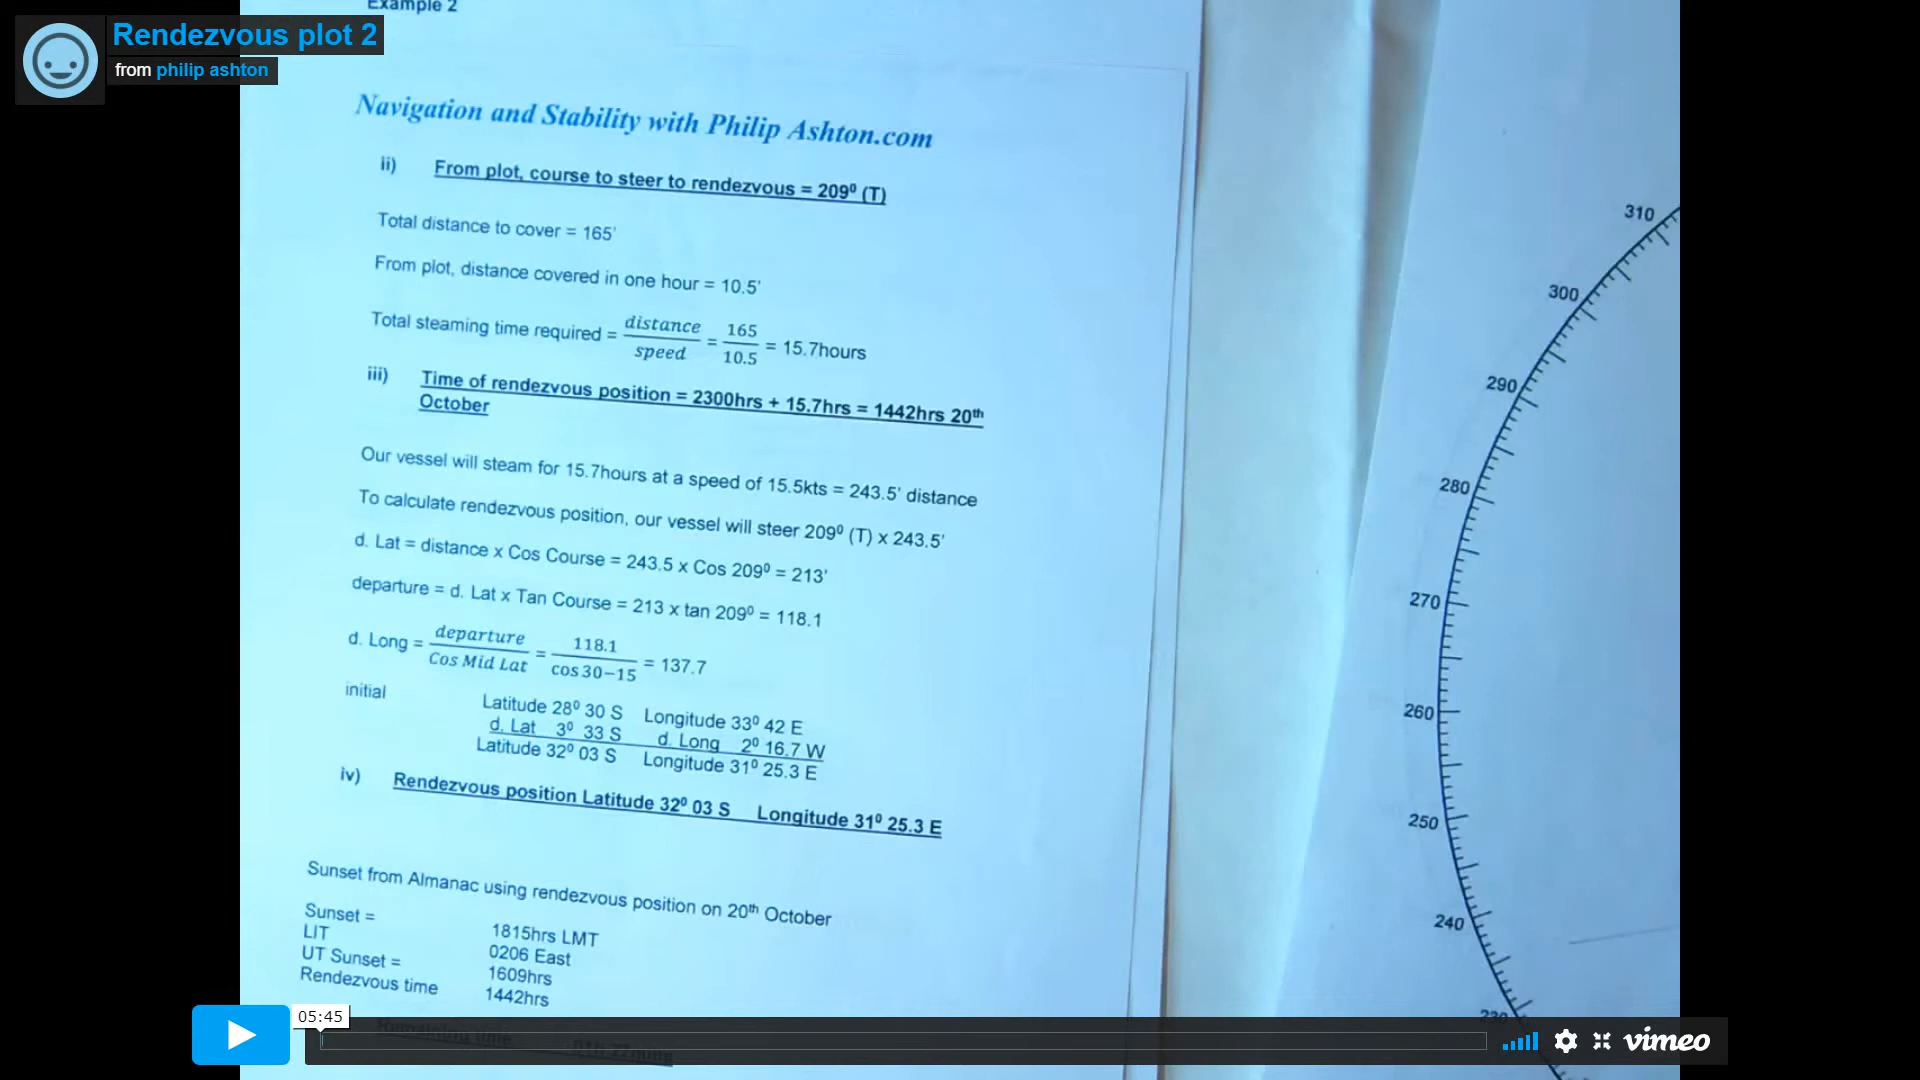 Example 2
Rendezvous plot 2
from philip ashton
Navigation and Stability with Philip Ashton.com
ii) From plot, course to steer to rendezvous = 209⁰ (T)
Total distance to cover = 165'
From plot, distance covered in one hour = 10.5'
Total steaming time required = distance/speed = 165/10.5 = 15.7hours
iii) Time of rendezvous position = 2300hrs + 15.7hrs = 1442hrs 20th
October
Our vessel will steam for 15.7hours at a speed of 15.5kts = 243.5' distance
To calculate rendezvous position, our vessel will steer 209⁰ (T) x 243.5'
d. Lat = distance x Cos Course = 243.5 x Cos 209⁰ = 213'
departure = d. Lat x Tan Course = 213 x tan 209⁰ = 118.1
d. Long = departure/Cos Mid Lat = 118.1/cos 30−15 = 137.7
initial
Latitude 28⁰ 30 S Longitude 33⁰ 42 E
d. Lat 3⁰ 33 S d. Long 2⁰ 16.7 W
Latitude 32⁰ 03 S Longitude 31⁰ 25.3 E
iv) Rendezvous position Latitude 32⁰ 03 S Longitude 31⁰ 25.3 E
Sunset from Almanac using rendezvous position on 20th October
Sunset = 1815hrs LMT
LIT 0206 East
UT Sunset = 1609hrs
Rendezvous time 1442hrs
Remaining time 01h 27mins
310
300
290
280
270
260
250
240
230
05:45
vimeo